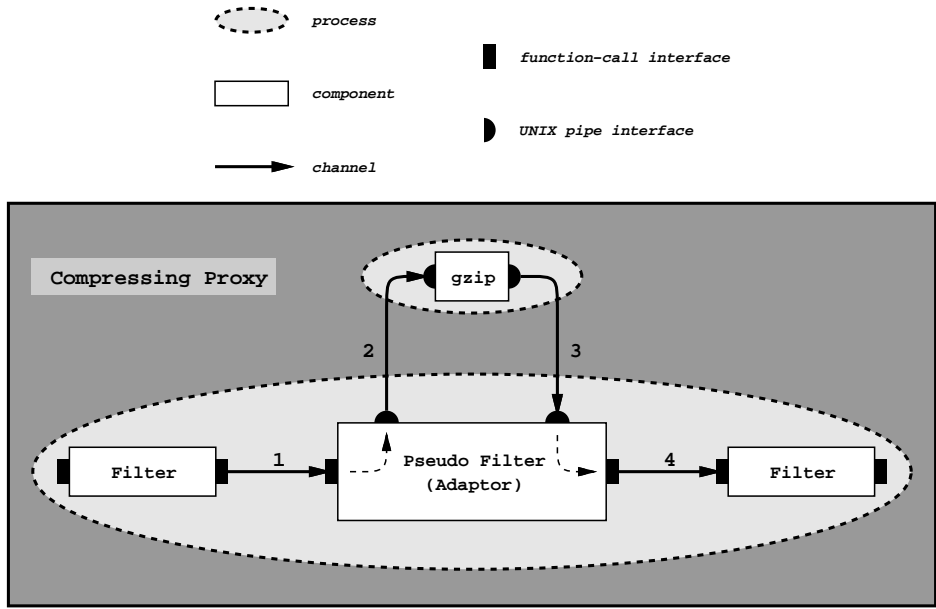 process
function-call interface
component
UNIX pipe interface
channel
Compressing Proxy
gzip
2
3
Filter
1
Pseudo Filter
(Adaptor)
4
Filter